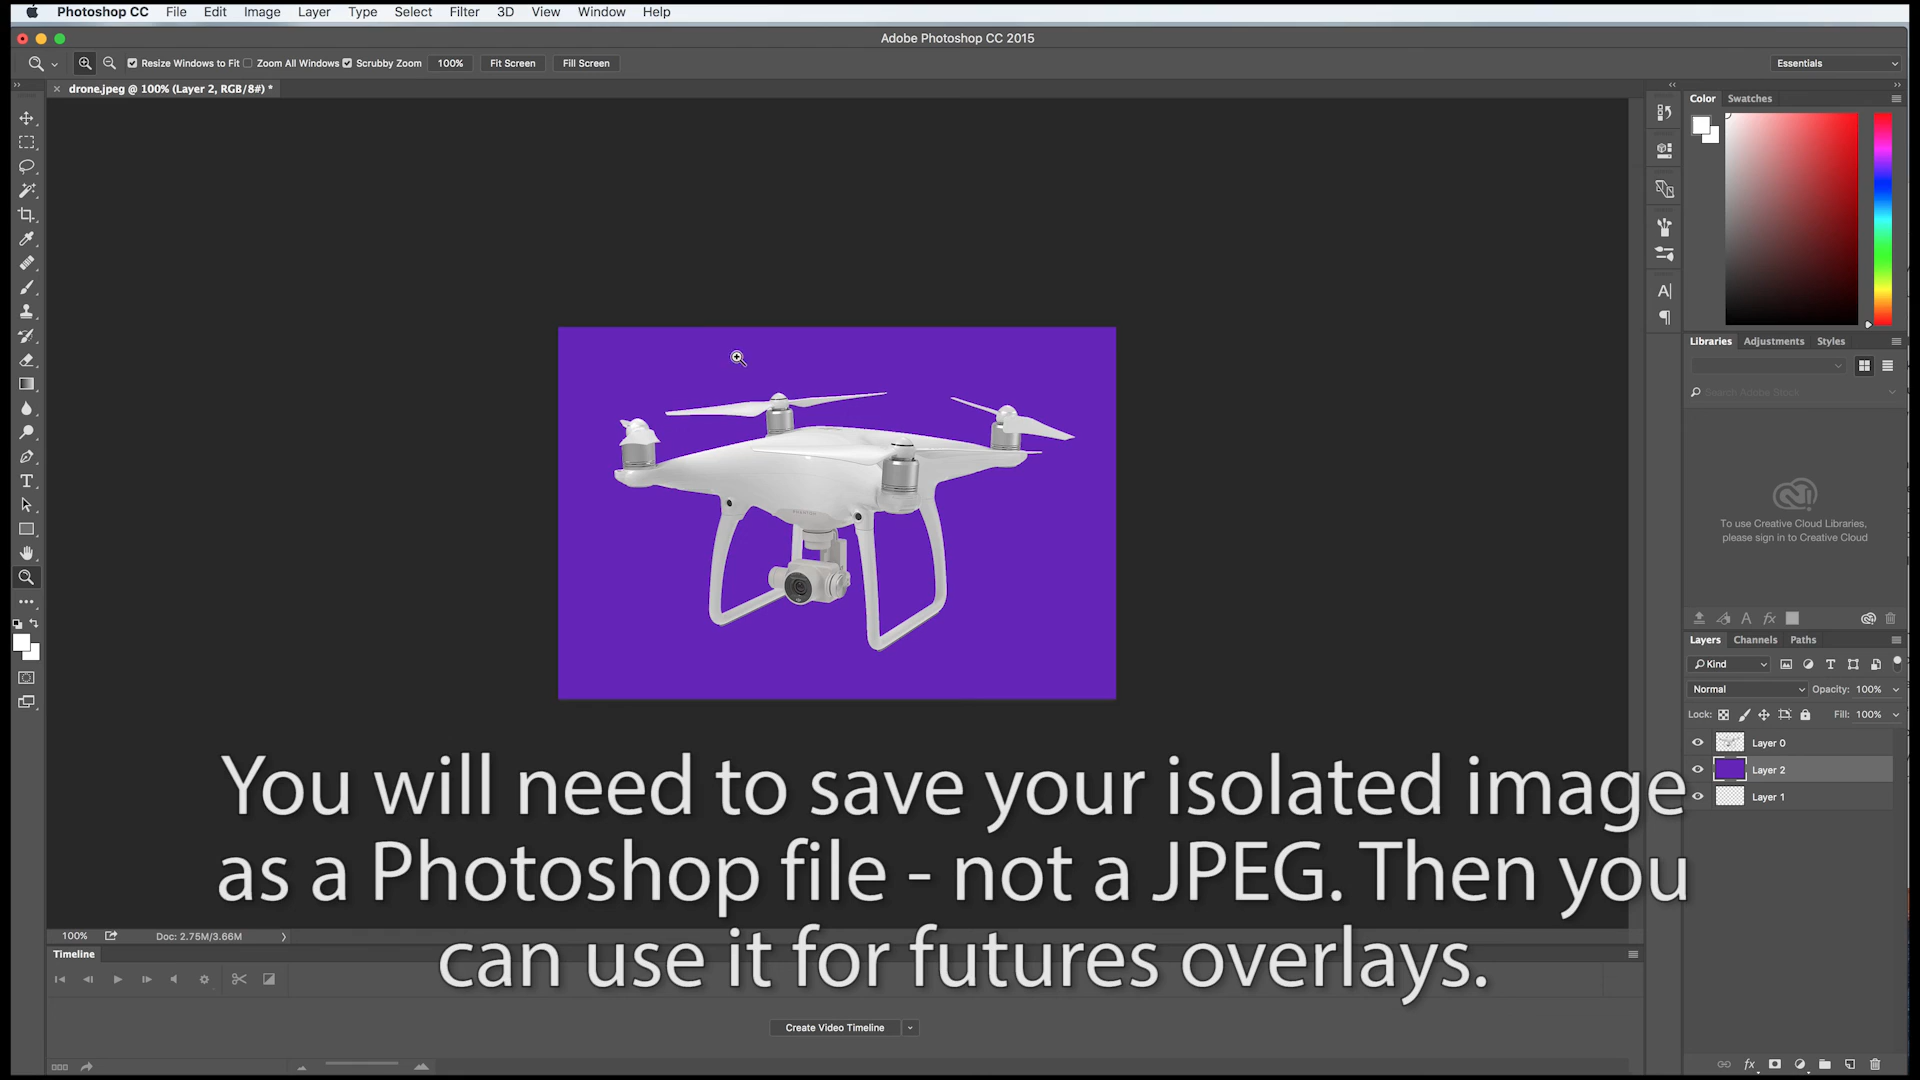 Photoshop CC File Edit Image Layer Type Select Filter 3D View Window Help
Adobe Photoshop CC 2015
Resize Windows to Fit Zoom All Windows Scrubby Zoom 100% Fit Screen Fill Screen Essentials
drone.jpeg @ 100% (Layer 2, RGB/8#) *
Color Swatches
Libraries Adjustments Styles
Search Adobe Stock
To use Creative Cloud Libraries,
please sign in to Creative Cloud
Layers Channels Paths
Kind
Normal Opacity: 100%
Lock: Fill: 100%
Layer 0
Layer 2
Layer 1
You will need to save your isolated image
as a Photoshop file - not a JPEG. Then you
can use it for futures overlays.
100% Doc: 2.75M/3.66M
Timeline
Create Video Timeline